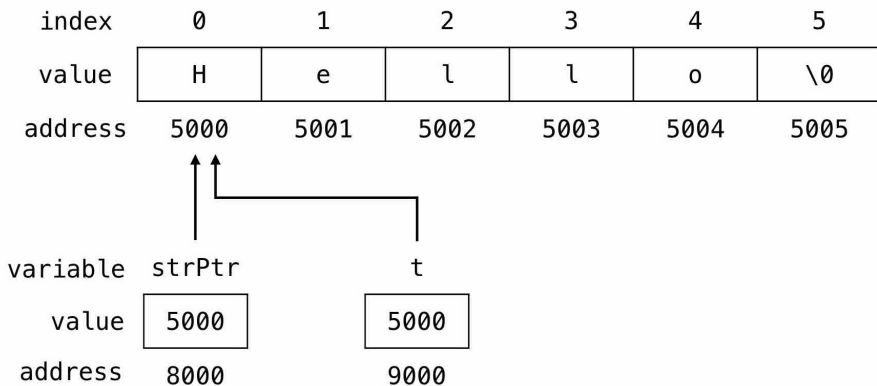 index 0 1 2 3 4 5
value H e l l o \0
address 5000 5001 5002 5003 5004 5005
variable strPtr t
value 5000 5000
address 8000 9000